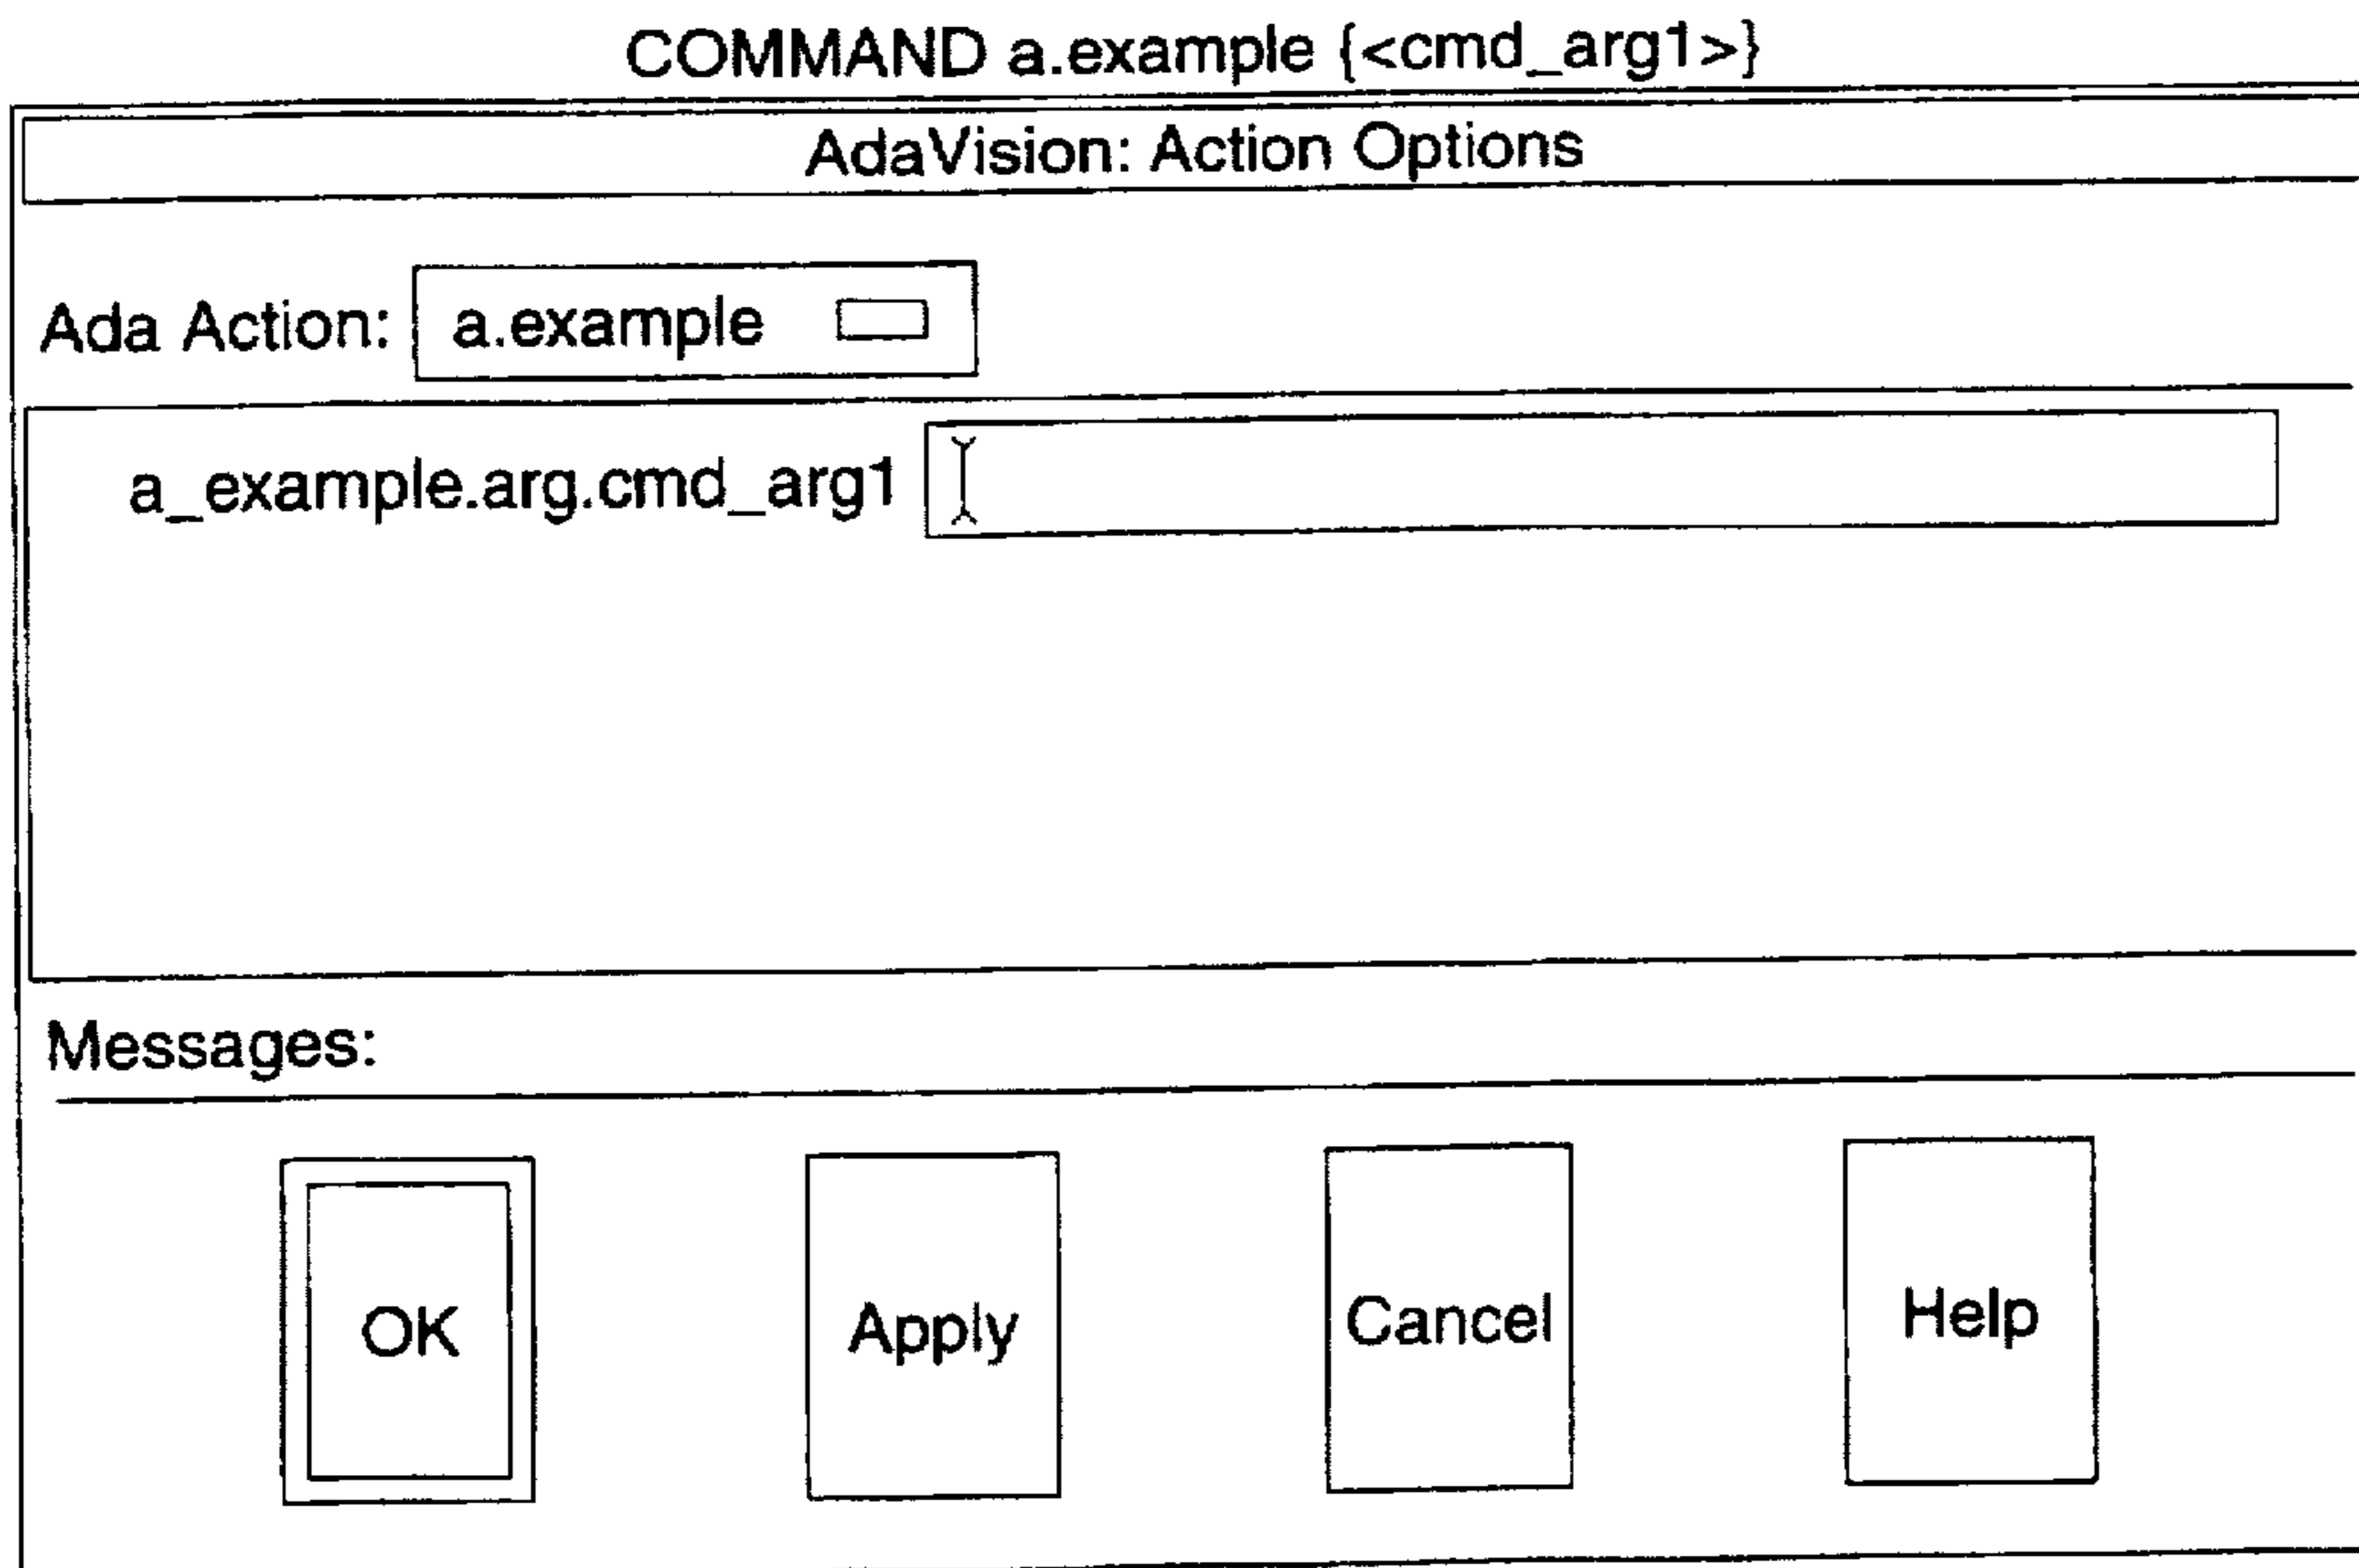 COMMAND a.example {<cmd_arg1>}
AdaVision: Action Options
Ada Action: a.example
a_example.arg.cmd_arg1
Messages:
OK Apply Cancel Help